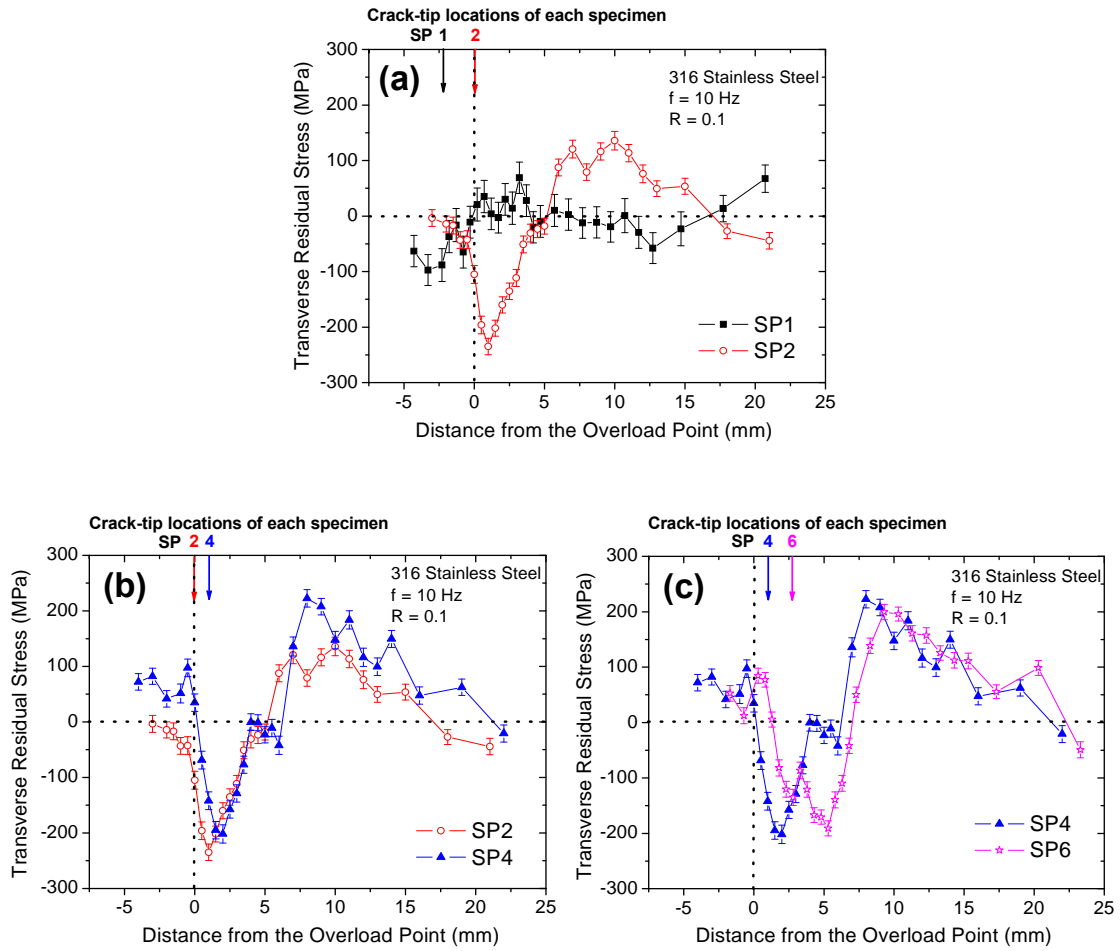 Crack-tip locations of each specimen
SP 1 2
(a)
316 Stainless Steel
f = 10 Hz
R = 0.1
Transverse Residual Stress (MPa)
300
200
100
0
-100
-200
-300
SP1
SP2
-5 0 5 10 15 20 25
Distance from the Overload Point (mm)
Crack-tip locations of each specimen
SP 2 4
(b)
316 Stainless Steel
f = 10 Hz
R = 0.1
Transverse Residual Stress (MPa)
300
200
100
0
-100
-200
-300
SP2
SP4
-5 0 5 10 15 20 25
Distance from the Overload Point (mm)
Crack-tip locations of each specimen
SP 4 6
(c)
316 Stainless Steel
f = 10 Hz
R = 0.1
Transverse Residual Stress (MPa)
300
200
100
0
-100
-200
-300
SP4
SP6
-5 0 5 10 15 20 25
Distance from the Overload Point (mm)